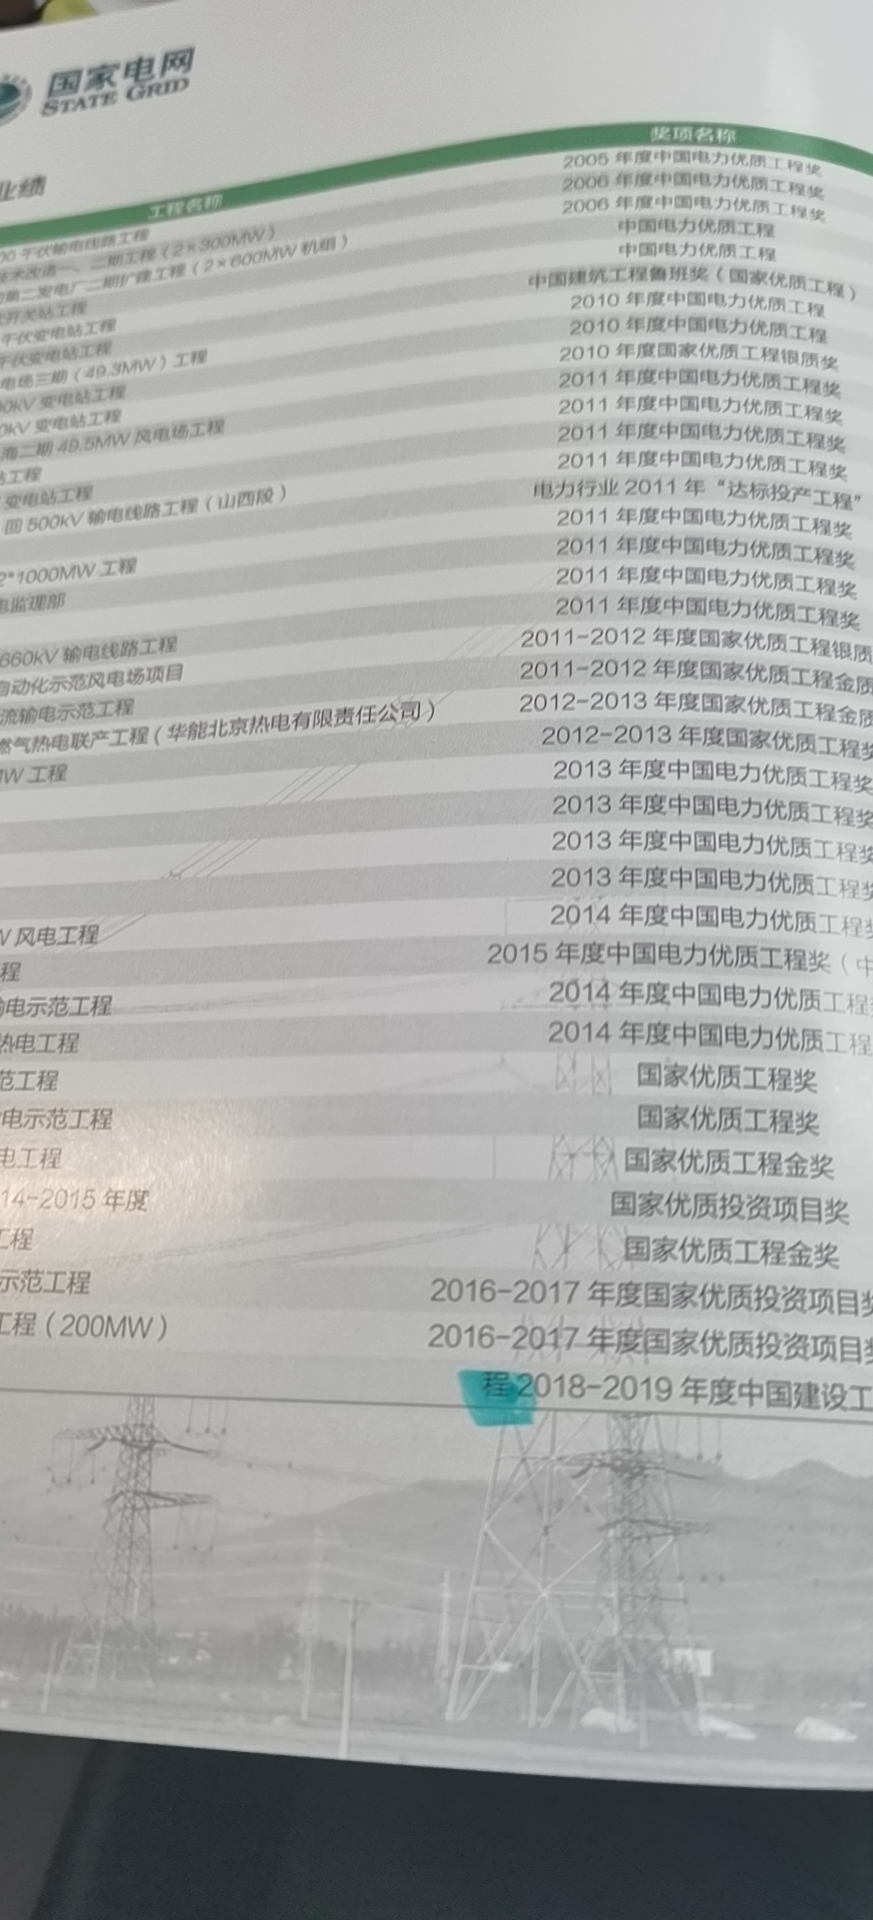 国家电网
STATE GRID
业绩
工程名称 奖项名称
00 千伏输电线路工程 2005 年度中国电力优质工程奖
技术改造一、二期工程（2×300MW） 2006 年度中国电力优质工程奖
第二发电厂二期扩建工程（2×600MW 机组） 2006 年度中国电力优质工程奖
开关站工程 中国电力优质工程
千伏变电站工程 中国电力优质工程
千伏变电站工程 中国建筑工程鲁班奖（国家优质工程）
电场三期（49.3MW）工程 2010 年度中国电力优质工程
0kV 变电站工程 2010 年度中国电力优质工程
0kV 变电站工程 2010 年度国家优质工程银质奖
海二期 49.5MW 风电场工程 2011 年度中国电力优质工程奖
站工程 2011 年度中国电力优质工程奖
变电站工程 2011 年度中国电力优质工程奖
回 500kV 输电线路工程（山西段） 2011 年度中国电力优质工程奖
电力行业 2011 年“达标投产工程”
2*1000MW 工程 2011 年度中国电力优质工程奖
监理部 2011 年度中国电力优质工程奖
2011 年度中国电力优质工程奖
660kV 输电线路工程 2011 年度中国电力优质工程奖
自动化示范风电场项目 2011-2012 年度国家优质工程银质
流输电示范工程 2011-2012 年度国家优质工程金质
燃气热电联产工程（华能北京热电有限责任公司） 2012-2013 年度国家优质工程金质
MW 工程 2012-2013 年度国家优质工程奖
2013 年度中国电力优质工程奖
2013 年度中国电力优质工程奖
2013 年度中国电力优质工程奖
2013 年度中国电力优质工程奖
W 风电工程 2014 年度中国电力优质工程奖
程 2015 年度中国电力优质工程奖（中
输电示范工程 2014 年度中国电力优质工程奖
热电工程 2014 年度中国电力优质工程
范工程 国家优质工程奖
电示范工程 国家优质工程奖
电工程 国家优质工程金奖
14-2015 年度 国家优质投资项目奖
工程 国家优质工程金奖
示范工程 2016-2017 年度国家优质投资项目奖
工程（200MW） 2016-2017 年度国家优质投资项目奖
程 2018-2019 年度中国建设工